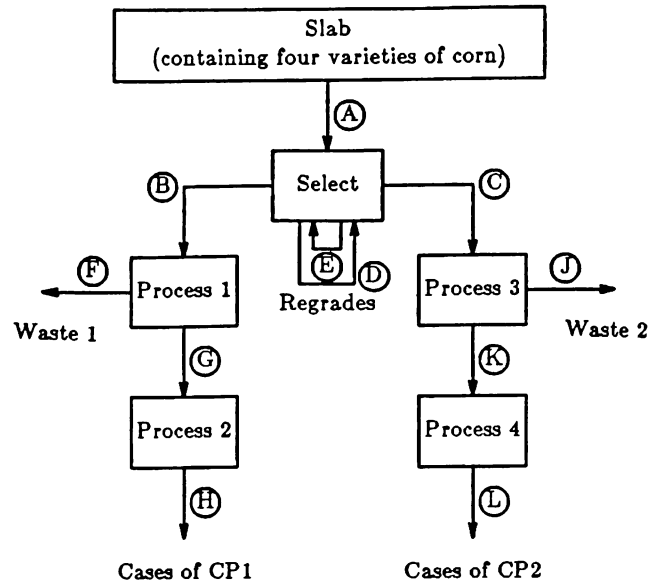 Slab
(containing four varieties of corn)
A
Select
B
C
E
D
Regrades
F
Process 1
Process 3
J
Waste 1
Waste 2
G
K
Process 2
Process 4
H
L
Cases of CP1
Cases of CP2